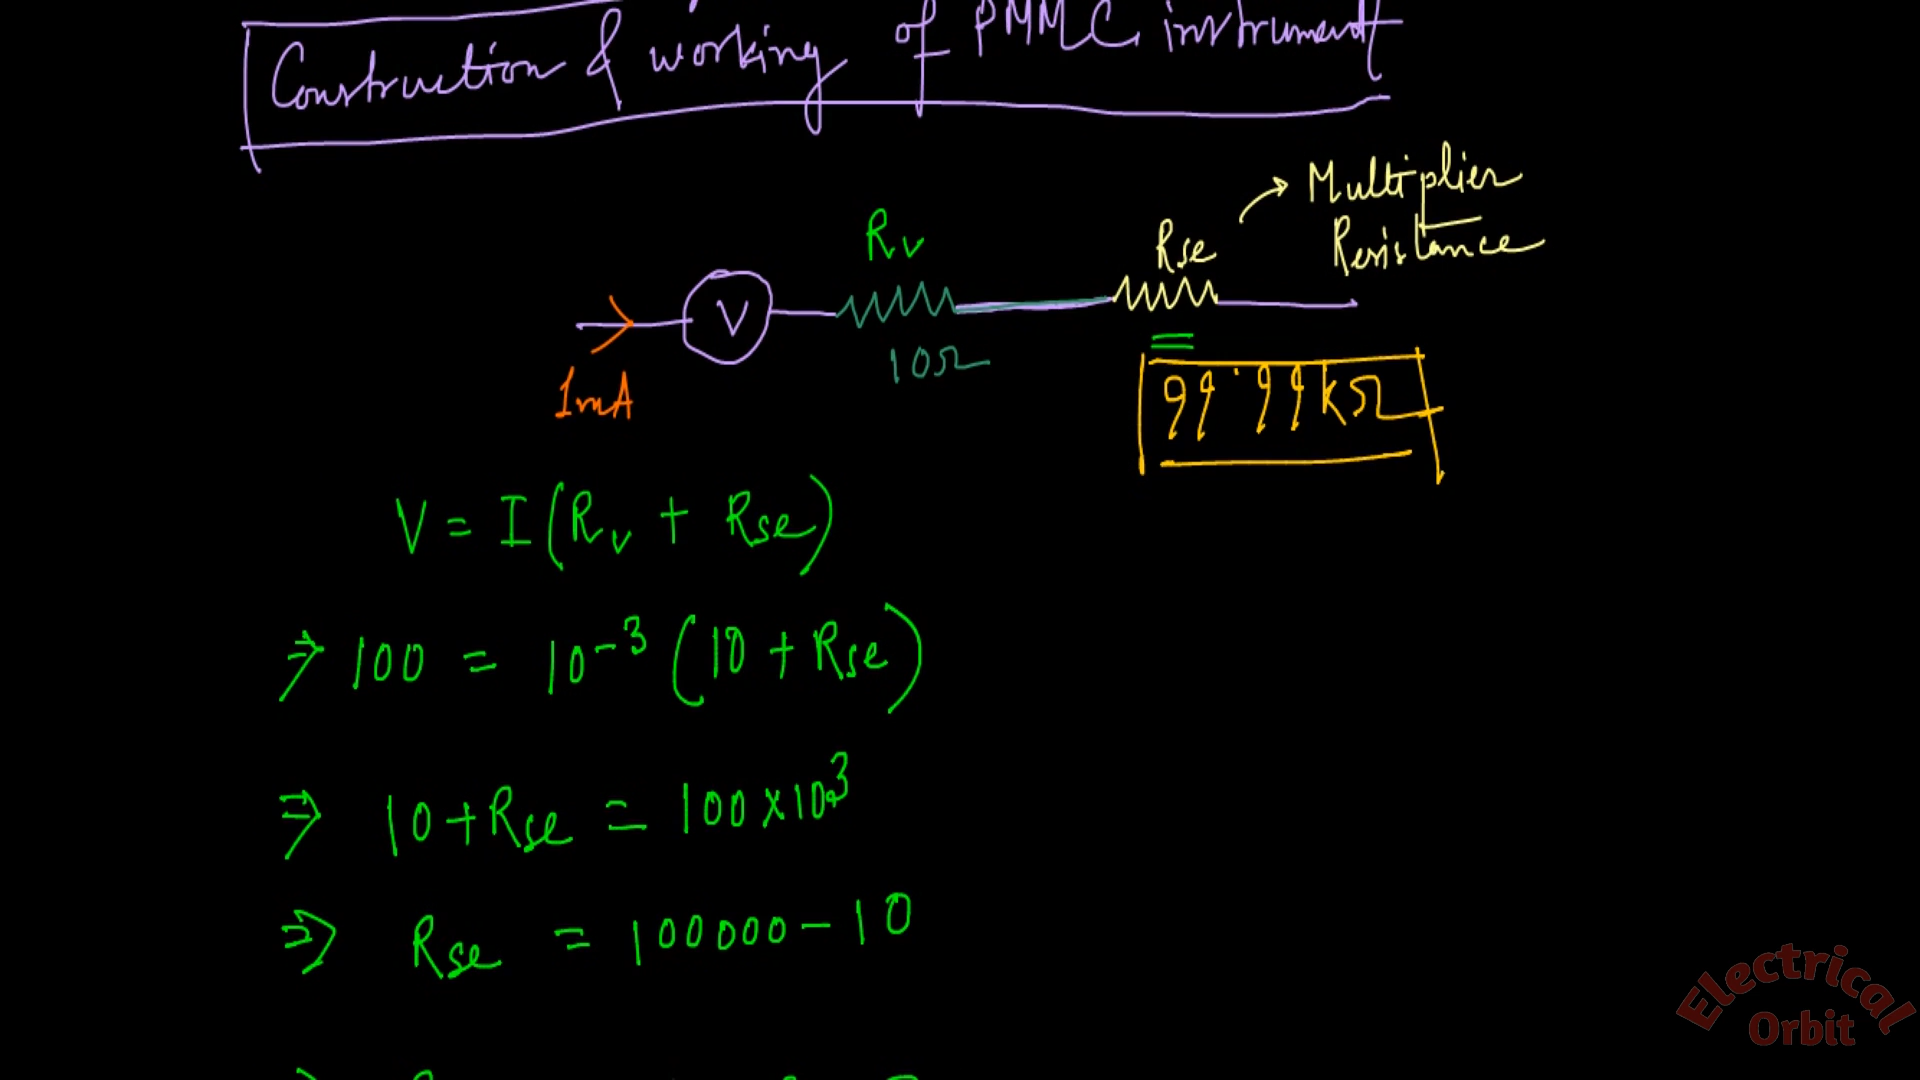 Construction & working of PMMC instrument
Multiplier
Resistance
Rv
Rse
V
10Ω
1mA
99.99kΩ
V = I(Rv + Rse)
⇒ 100 = 10⁻³ (10 + Rse)
⇒ 10 + Rse = 100×10³
⇒ Rse = 100000 - 10
Electrical
Orbit